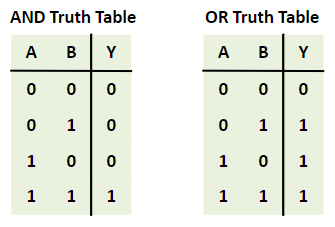 AND Truth Table
A B Y
0 0 0
0 1 0
1 0 0
1 1 1
OR Truth Table
A B Y
0 0 0
0 1 1
1 0 1
1 1 1